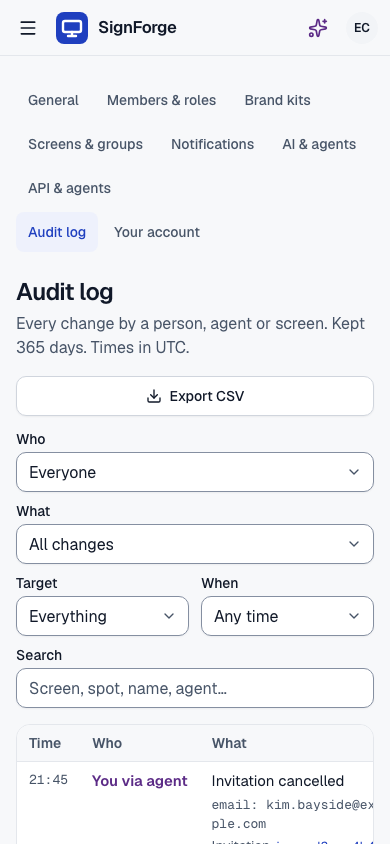 SignForge
EC
General Members & roles Brand kits
Screens & groups Notifications AI & agents
API & agents
Audit log Your account
Audit log
Every change by a person, agent or screen. Kept
365 days. Times in UTC.
Export CSV
Who
Everyone
What
All changes
Target When
Everything Any time
Search
Screen, spot, name, agent…
Time Who What
21:45 You via agent Invitation cancelled
email: kim.bayside@ex
ple.com